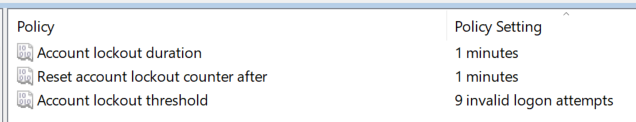 Policy Policy Setting
Account lockout duration 1 minutes
Reset account lockout counter after 1 minutes
Account lockout threshold 9 invalid logon attempts